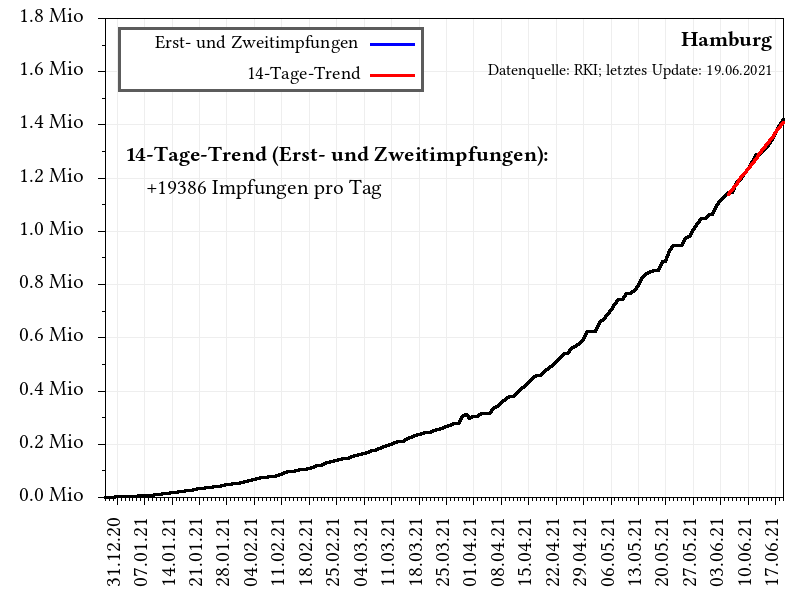 1.8 Mio
1.6 Mio
1.4 Mio
1.2 Mio
1.0 Mio
0.8 Mio
0.6 Mio
0.4 Mio
0.2 Mio
0.0 Mio
Erst- und Zweitimpfungen
14-Tage-Trend
Hamburg
Datenquelle: RKI; letztes Update: 19.06.2021
14-Tage-Trend (Erst- und Zweitimpfungen):
+19386 Impfungen pro Tag
31.12.20
07.01.21
14.01.21
21.01.21
28.01.21
04.02.21
11.02.21
18.02.21
25.02.21
04.03.21
11.03.21
18.03.21
25.03.21
01.04.21
08.04.21
15.04.21
22.04.21
29.04.21
06.05.21
13.05.21
20.05.21
27.05.21
03.06.21
10.06.21
17.06.21